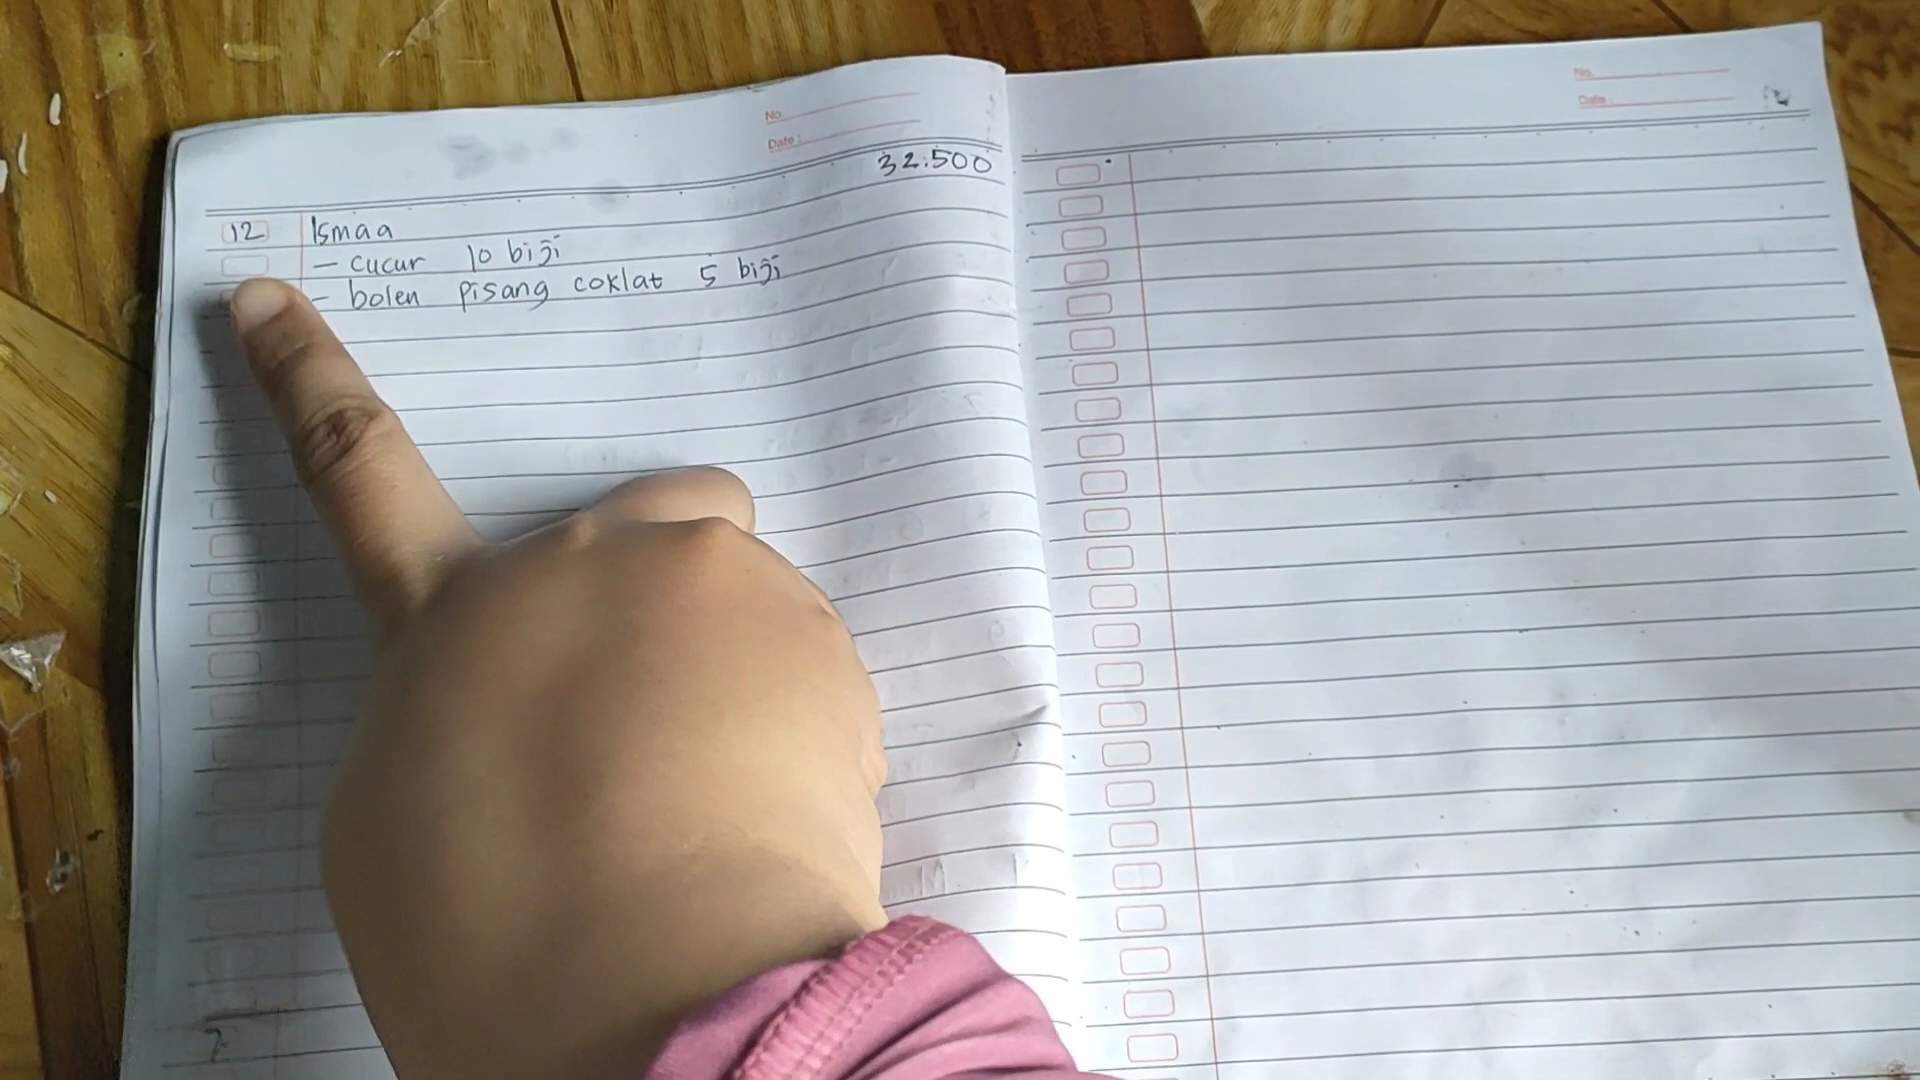 No.
Date :
32.500
12 Ismaa
- cucur 10 biji
- bolen pisang coklat 5 biji
No.
Date :